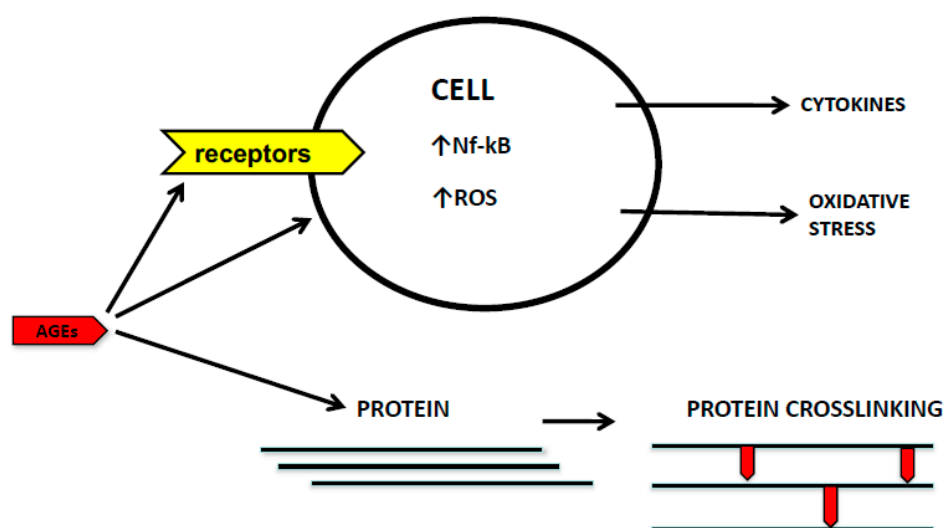 CELL
↑Nf-kB
↑ROS
receptors
CYTOKINES
OXIDATIVE
STRESS
AGEs
PROTEIN
PROTEIN CROSSLINKING